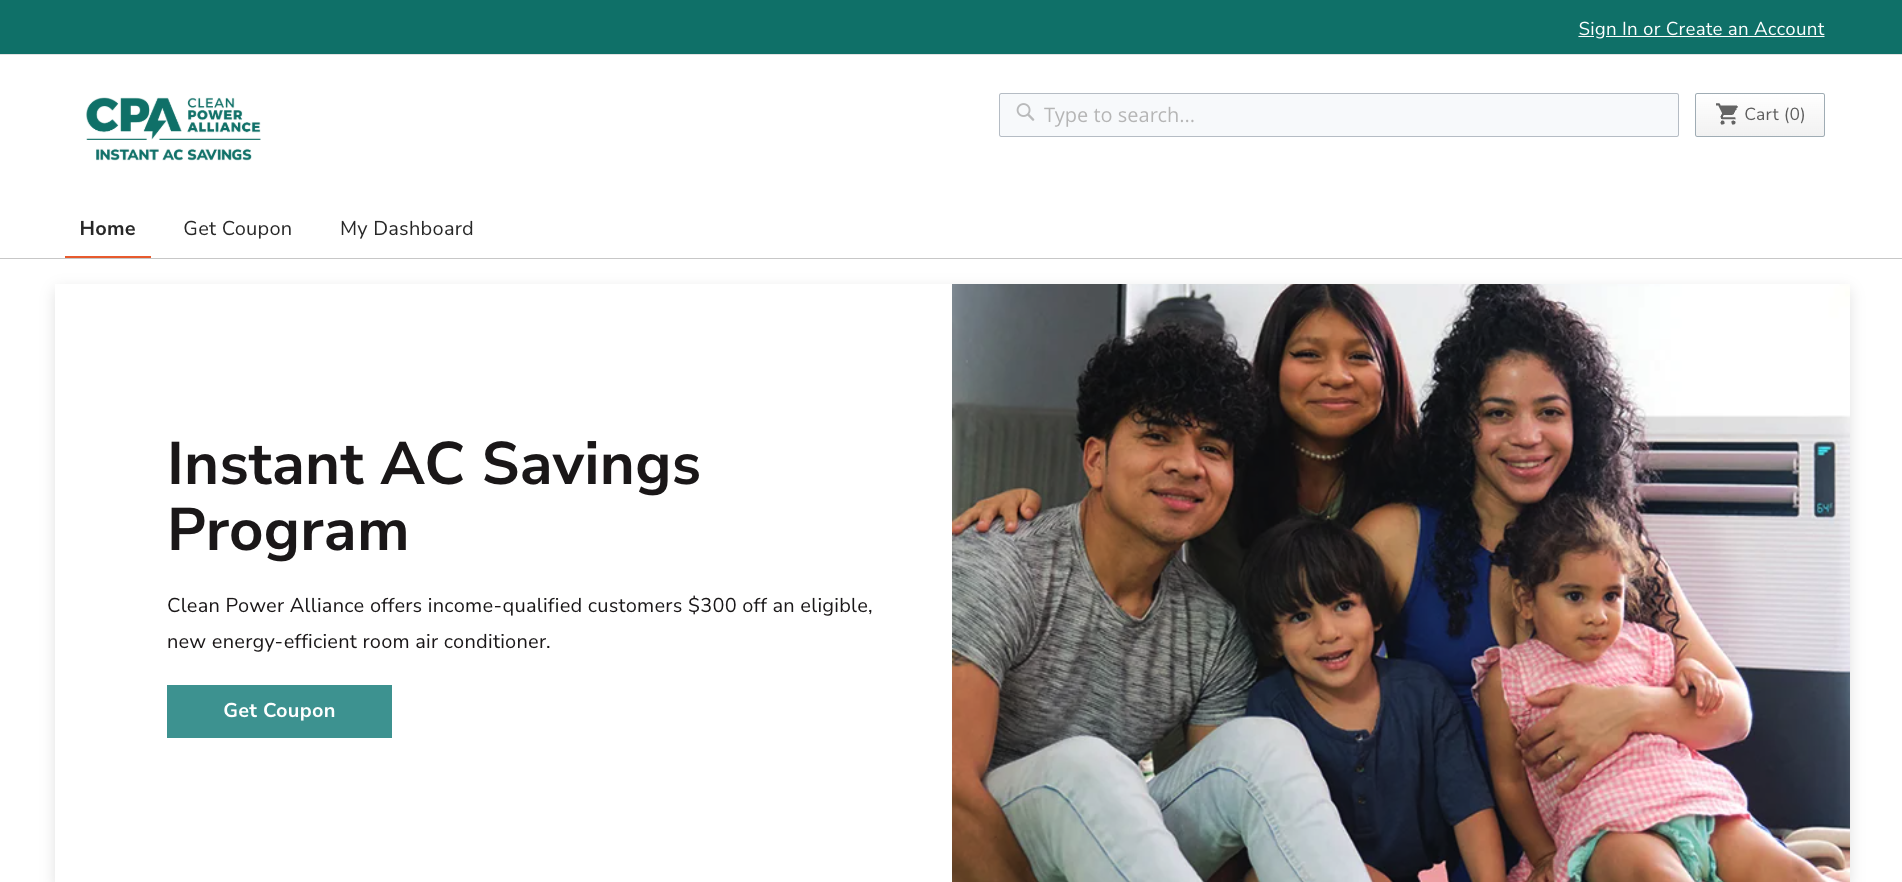 Sign In or Create an Account
CPA CLEAN
POWER
ALLIANCE
INSTANT AC SAVINGS
Type to search...
Cart (0)
Home
Get Coupon
My Dashboard
Instant AC Savings
Program
Clean Power Alliance offers income-qualified customers $300 off an eligible,
new energy-efficient room air conditioner.
Get Coupon
64°